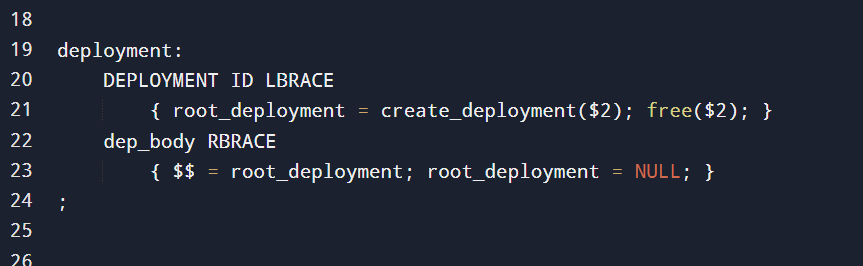 18
19 deployment:
20     DEPLOYMENT ID LBRACE
21         { root_deployment = create_deployment($2); free($2); }
22     dep_body RBRACE
23         { $$ = root_deployment; root_deployment = NULL; }
24 ;
25
26